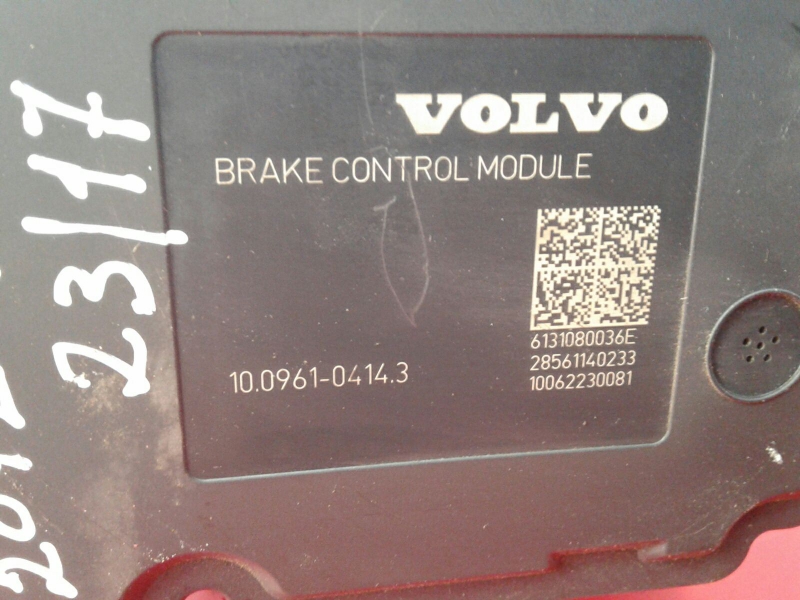 VOLVO
BRAKE CONTROL MODULE
6131080036E
28561140233
10062230081
10.0961-0414.3
23/17